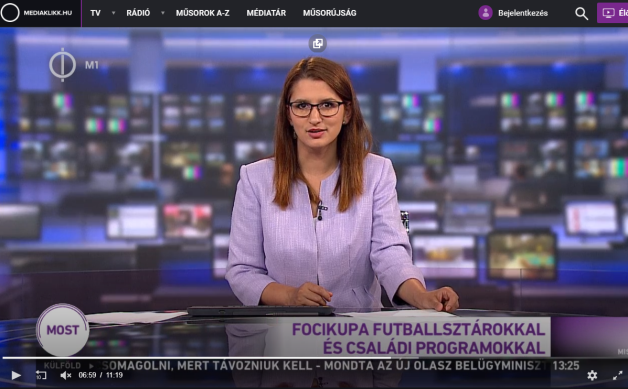 MEDIAKLIKK.HU
TV RÁDIÓ MŰSOROK A-Z MÉDIATÁR MŰSORÚJSÁG
Bejelentkezés
M1
MOST
FOCIKUPA FUTBALLSZTÁROKKAL
ÉS CSALÁDI PROGRAMOKKAL
KÜLFÖLD SOMAGOLNI, MERT TÁVOZNIUK KELL - MONDTA AZ ÚJ OLASZ BELÜGYMINISZT 13:25
06:59 / 11:19